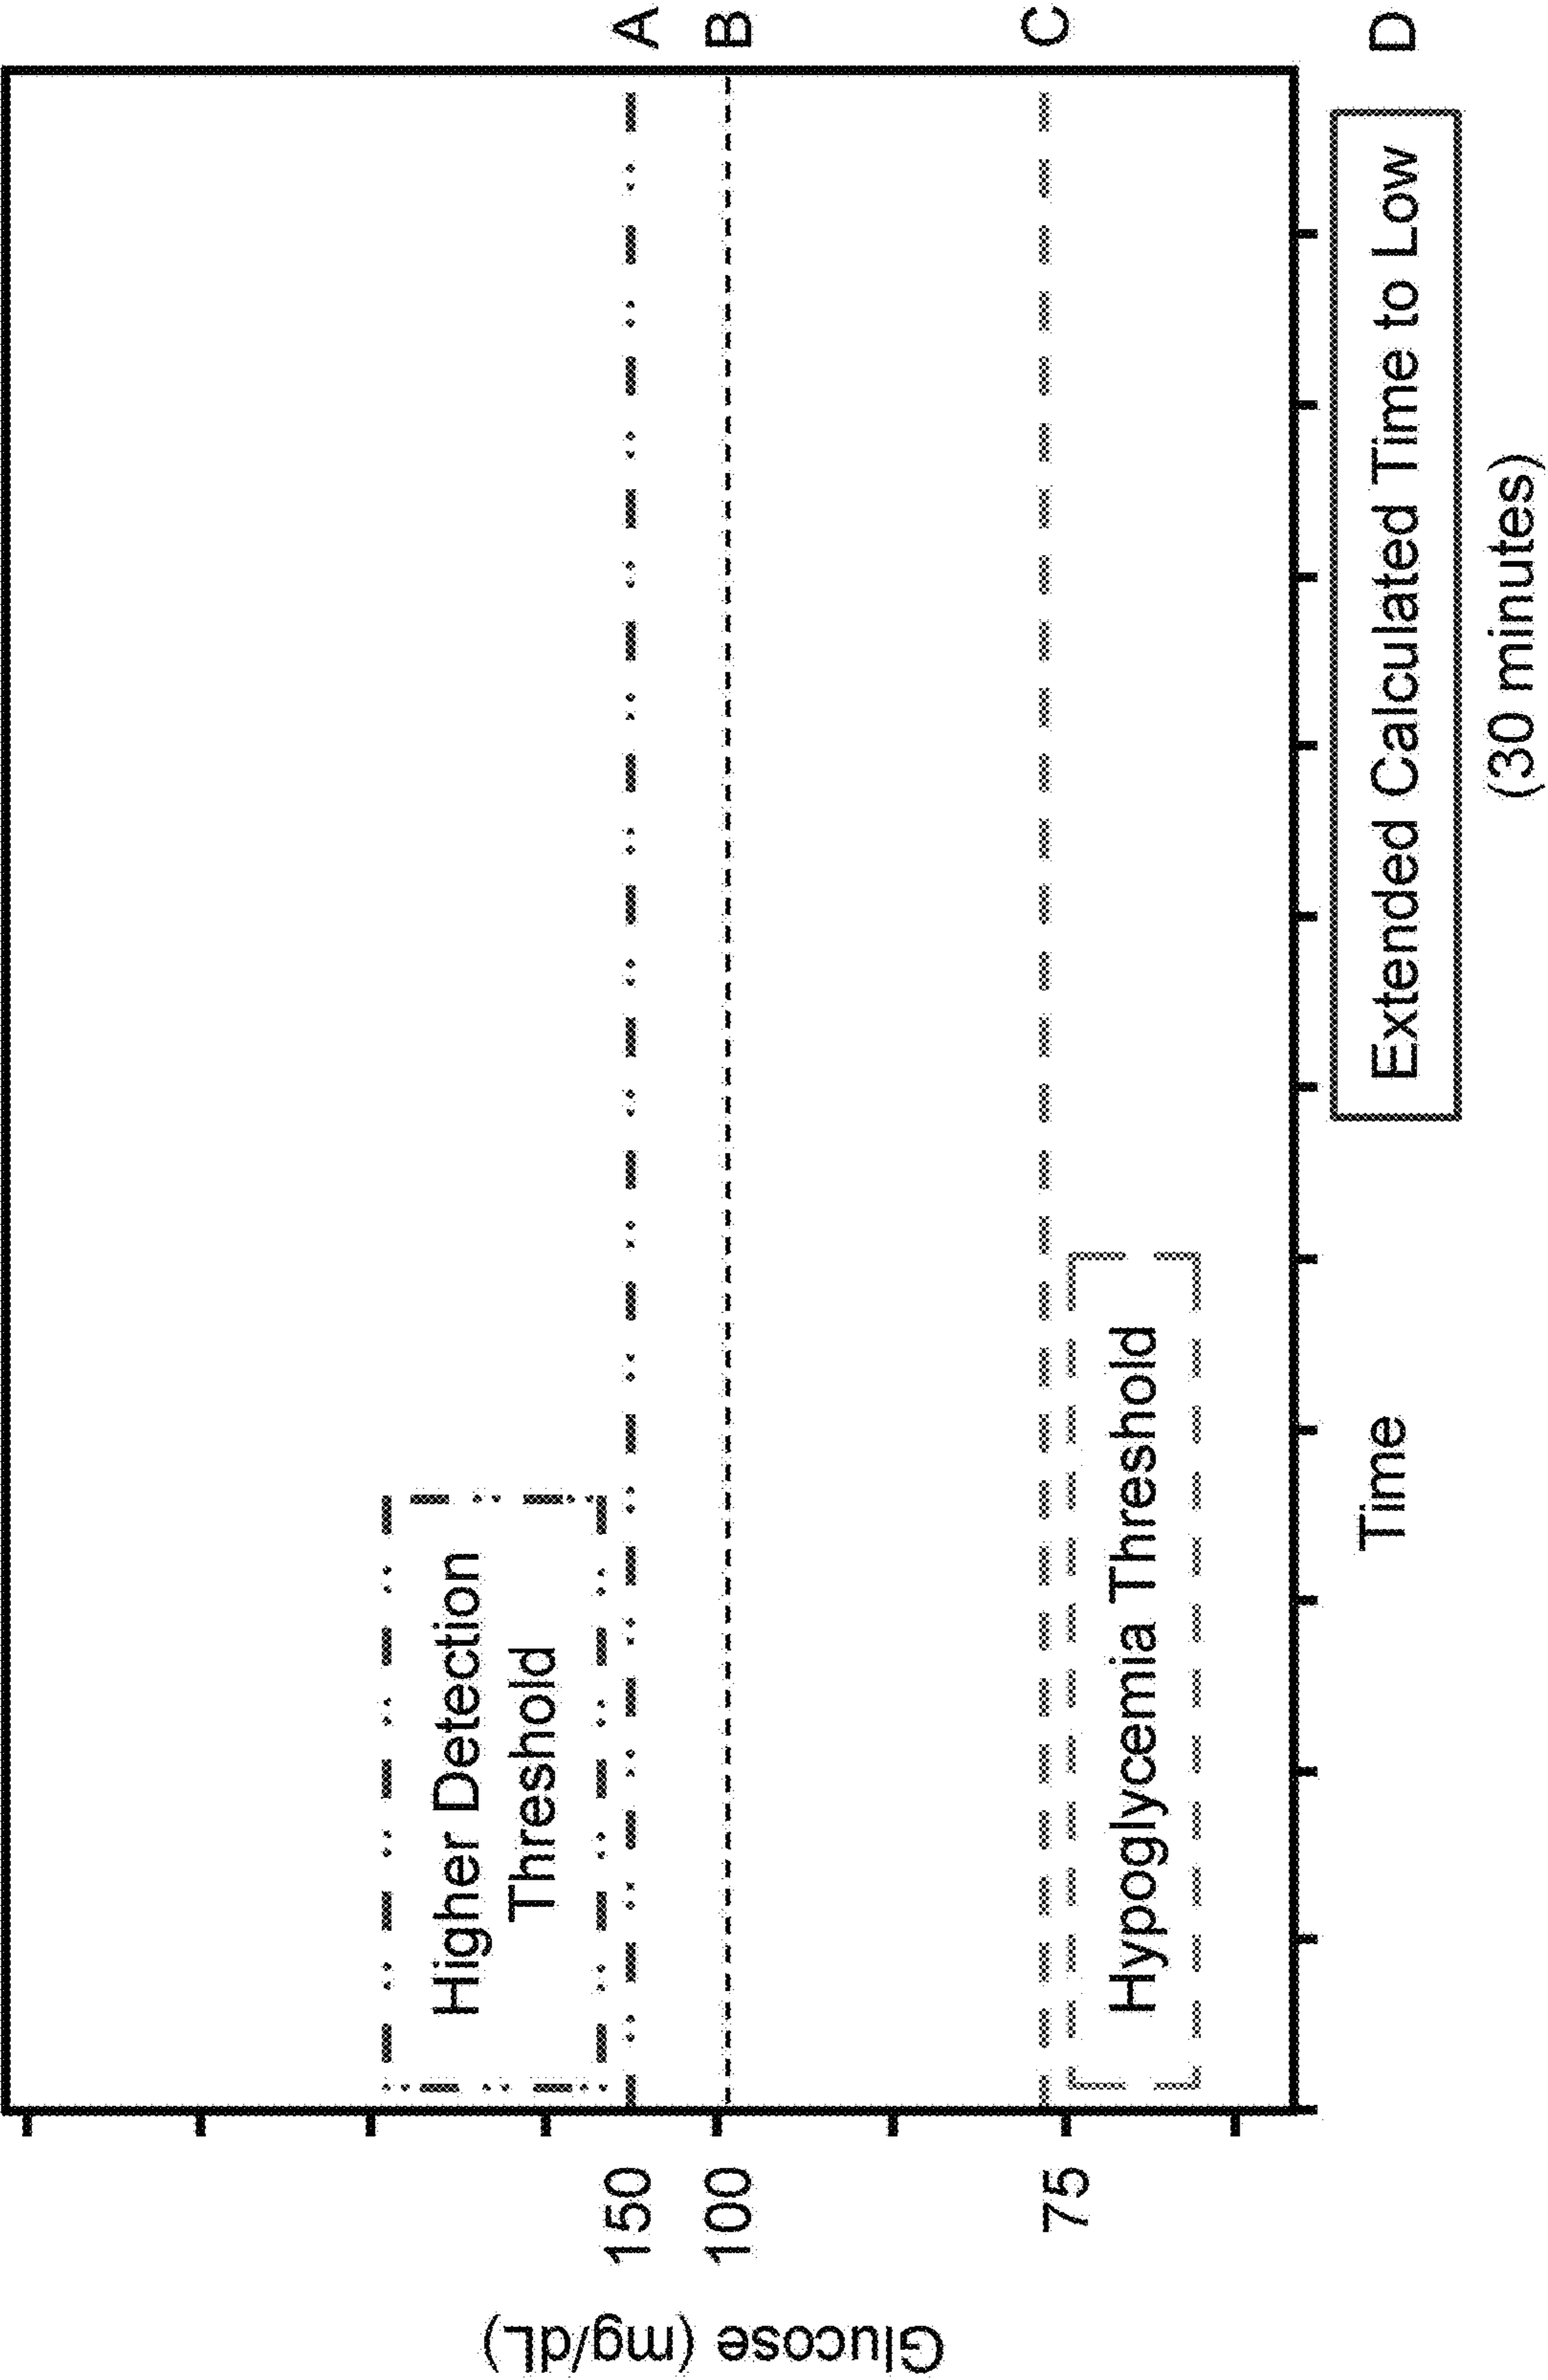 Glucose (mg/dL)
Higher Detection
Threshold
150
A
100
B
75
C
Hypoglycemia Threshold
Time
Extended Calculated Time to Low
D
(30 minutes)